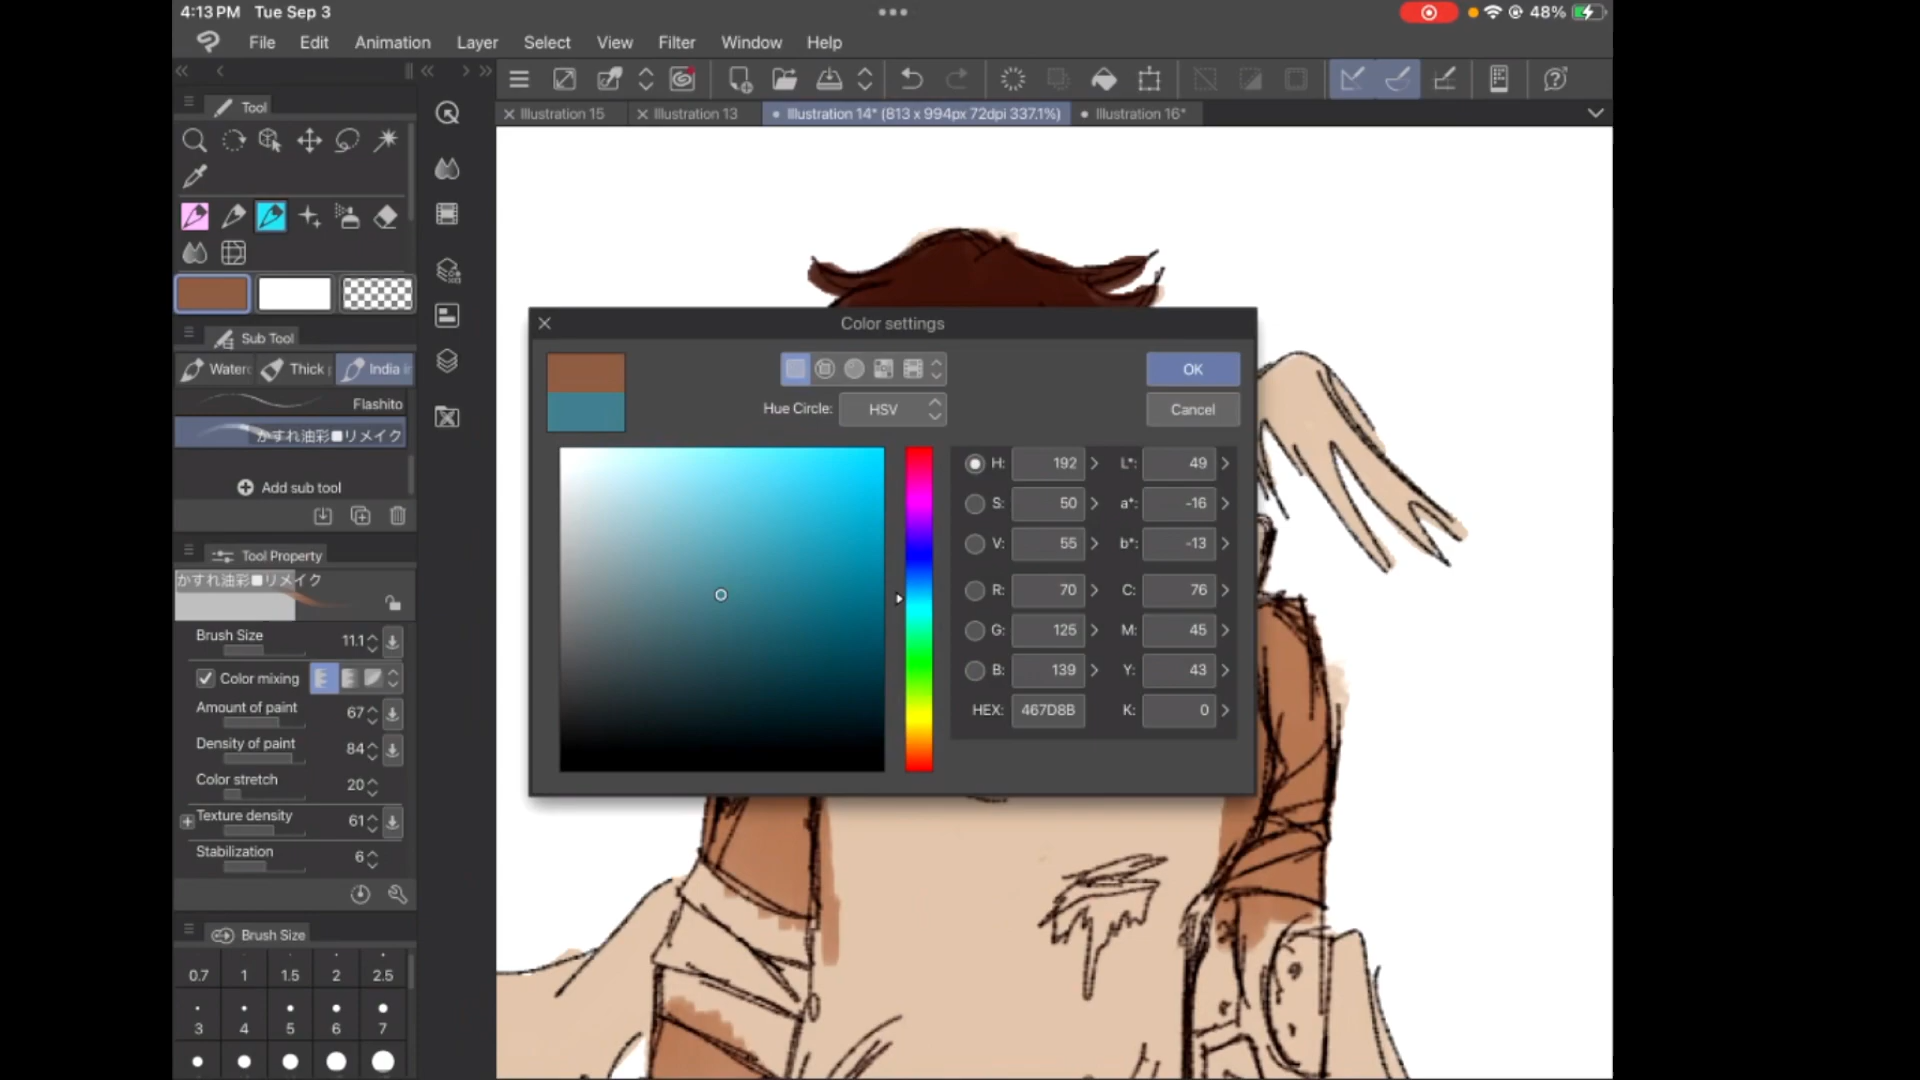 4:13 PM Tue Sep 3
48%
File Edit Animation Layer Select View Filter Window Help
Tool
Illustration 15
Illustration 13
Illustration 14* (813 x 994px 72dpi 337.1%)
Illustration 16*
Sub Tool
Thick
Flashito
かすれ油彩■リメイク
Add sub tool
Tool Property
かすれ油彩■リメイク
Brush Size 11.1
Color mixing
Amount of paint 67
Density of paint 84
Color stretch 20
Texture density 61
Stabilization 6
Brush Size
0.7 1 1.5 2 2.5
3 4 5 6 7
Color settings
OK
Hue Circle: HSV
Cancel
H: 192 L*: 49
S: 50 a*: -16
V: 55 b*: -13
R: 70 C: 76
G: 125 M: 45
B: 139 Y: 43
HEX: 467D8B K: 0